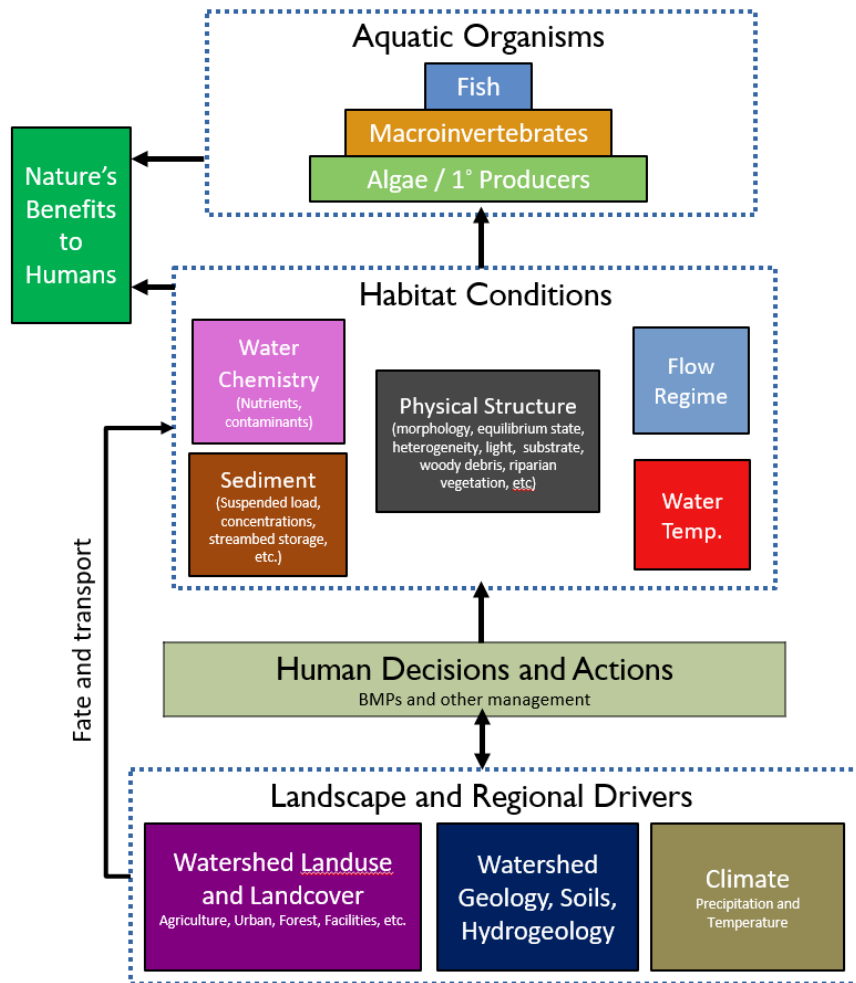 Aquatic Organisms
Fish
Macroinvertebrates
Algae / 1° Producers
Nature's
Benefits
to
Humans
Habitat Conditions
Water
Chemistry
(Nutrients,
contaminants)
Physical Structure
(morphology, equilibrium state,
heterogeneity, light, substrate,
woody debris, riparian
vegetation, etc)
Flow
Regime
Sediment
(Suspended load,
concentrations,
streambed storage,
etc.)
Water
Temp.
Fate and transport
Human Decisions and Actions
BMPs and other management
Landscape and Regional Drivers
Watershed Landuse
and Landcover
Agriculture, Urban, Forest, Facilities, etc.
Watershed
Geology, Soils,
Hydrogeology
Climate
Precipitation and
Temperature